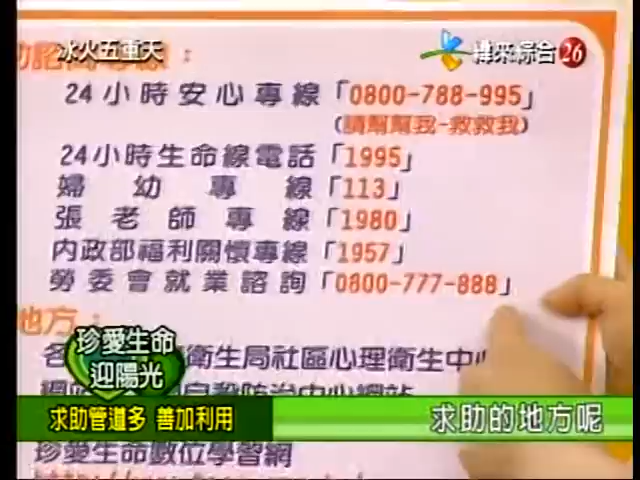 冰火五重天
緯來綜合 26
24小時安心專線「0800-788-995」
(請幫幫我-救救我)
24小時生命線電話「1995」
婦幼專線「113」
張老師專線「1980」
內政部福利關懷專線「1957」
勞委會就業諮詢「0800-777-888」
地方:
衛生局社區心理衛生中心
珍愛生命
迎陽光
求助管道多 善加利用
求助的地方呢
珍愛生命數位學習網